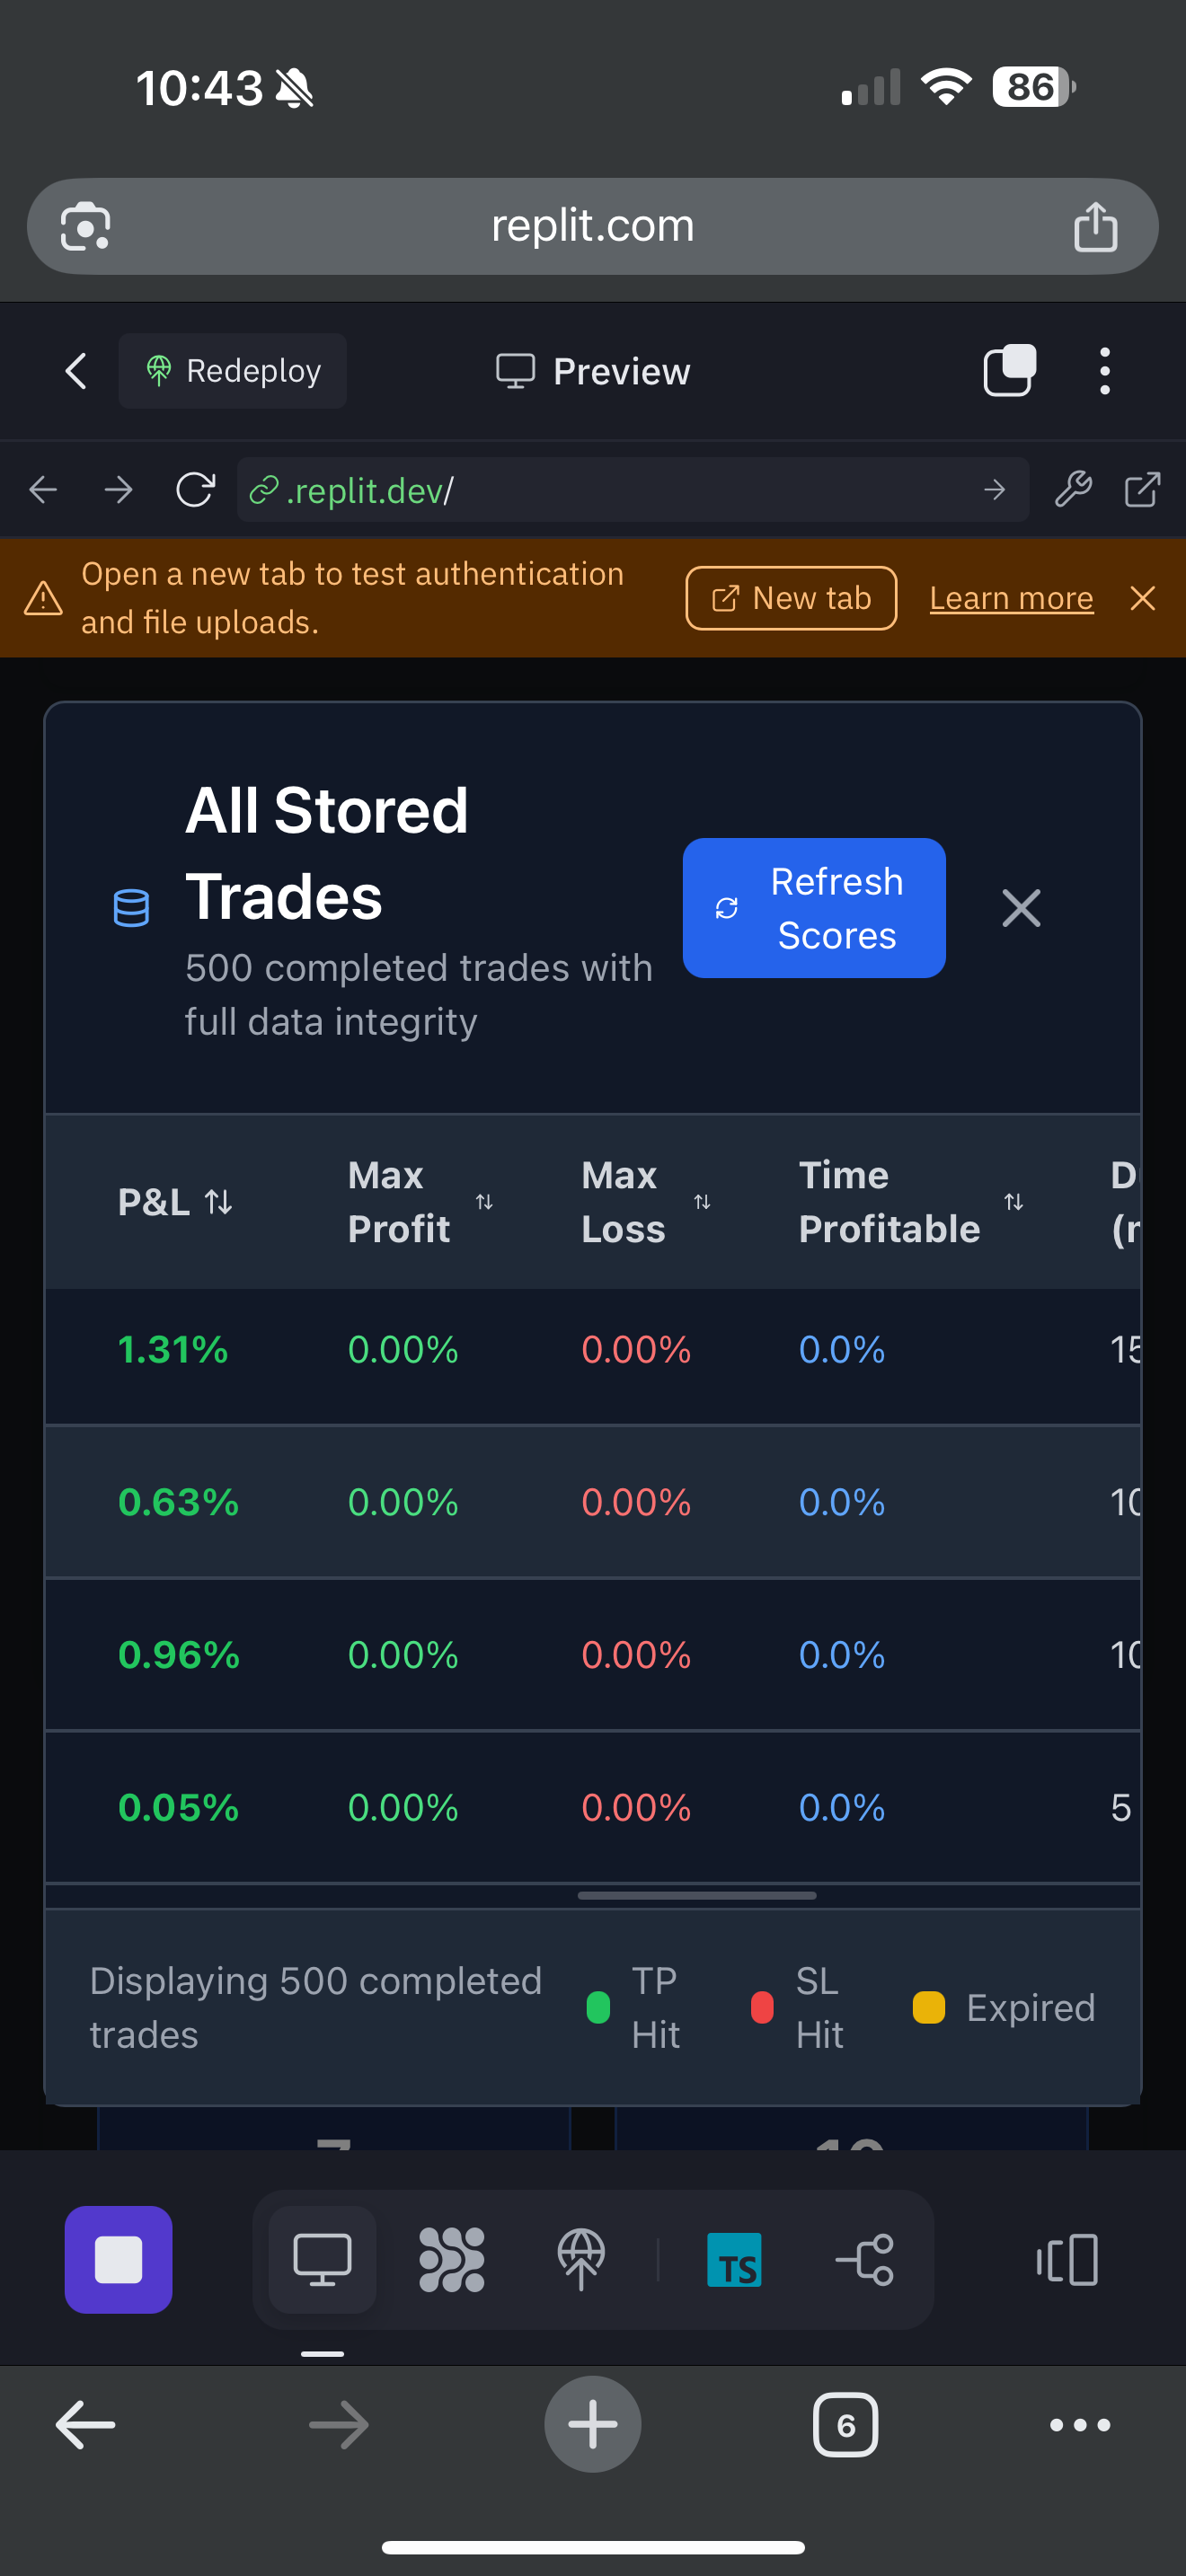 10:43
86
replit.com
Redeploy
Preview
.replit.dev/
Open a new tab to test authentication
and file uploads.
New tab
Learn more
All Stored
Trades
500 completed trades with
full data integrity
Refresh
Scores
P&L
Max
Profit
Max
Loss
Time
Profitable
1.31% 0.00% 0.00% 0.0% 15
0.63% 0.00% 0.00% 0.0% 10
0.96% 0.00% 0.00% 0.0% 10
0.05% 0.00% 0.00% 0.0% 5
Displaying 500 completed
trades
TP
Hit
SL
Hit
Expired
TS
6